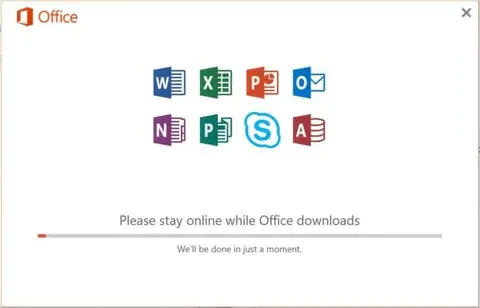 Office
W X P O
N P S A
Please stay online while Office downloads
We'll be done in just a moment.